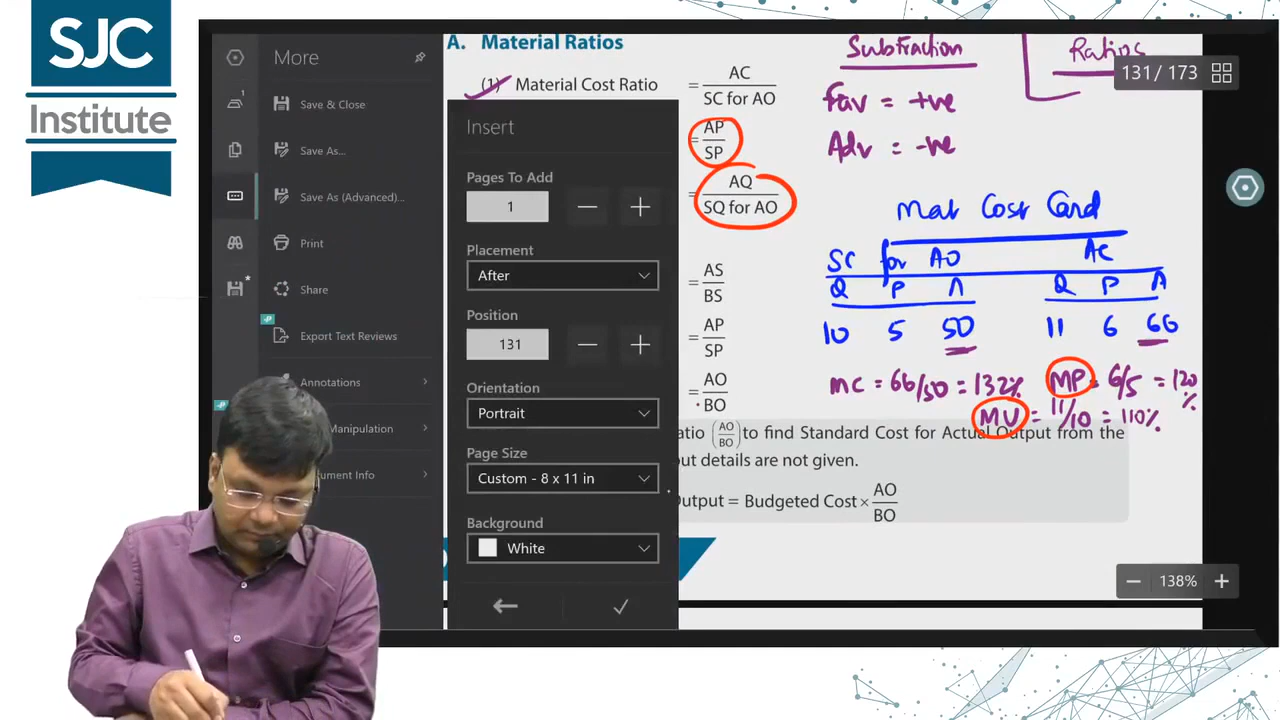 SJC
Institute
More
Save & Close
Save As...
Save As (Advanced)...
Print
Share
Export Text Reviews
Annotations
Manipulation
ument Info
Insert
Pages To Add
1
Placement
After
Position
131
Orientation
Portrait
Page Size
Custom - 8 x 11 in
Background
White
A. Material Ratios
(1) Material Cost Ratio
= AC
SC for AO
= AP
SP
= AQ
SQ for AO
= AS
BS
= AP
SP
= AO
BO
atio (AO/BO) to find Standard Cost for Actual Output from the
out details are not given.
Output = Budgeted Cost × AO
BO
Subtraction
Fav = +ve
Adv = -ve
Ratios
131 / 173
Mat Cost Card
SC for AO AC
Q P A Q P A
10 5 50 11 6 66
MC = 66/50 = 132% MP = 6/5 = 120%
MV = 11/10 = 110%
138%